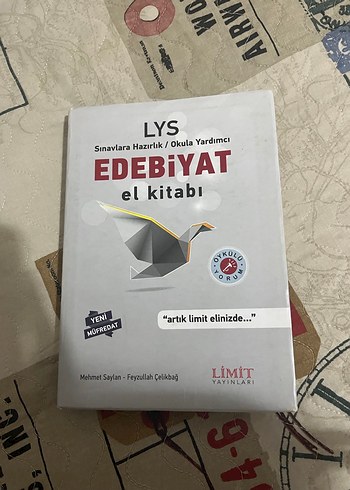 LYS
Sınavlara Hazırlık / Okula Yardımcı
EDEBİYAT
el kitabı
ÖYKÜLÜ
YORUM
YENİ
MÜFREDAT
"artık limit elinizde..."
Mehmet Saylan - Feyzullah Çelikbağ
LİMİT
YAYINLARI